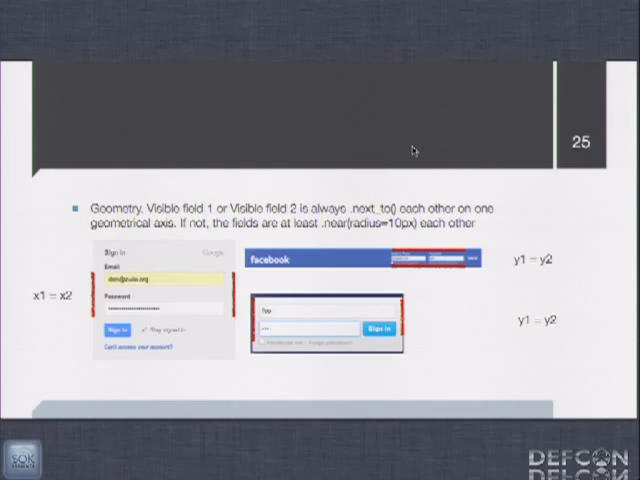 25
Geometry. Visible field 1 or Visible field 2 is always .next_to() each other on one
geometrical axis. If not, the fields are at least .near(radius=10px) each other
Sign in Google
Email
Password
Sign in Stay signed in
Can't access your account?
x1 = x2
facebook
y1 = y2
Sign in
y1 = y2
SOK
DEFCON